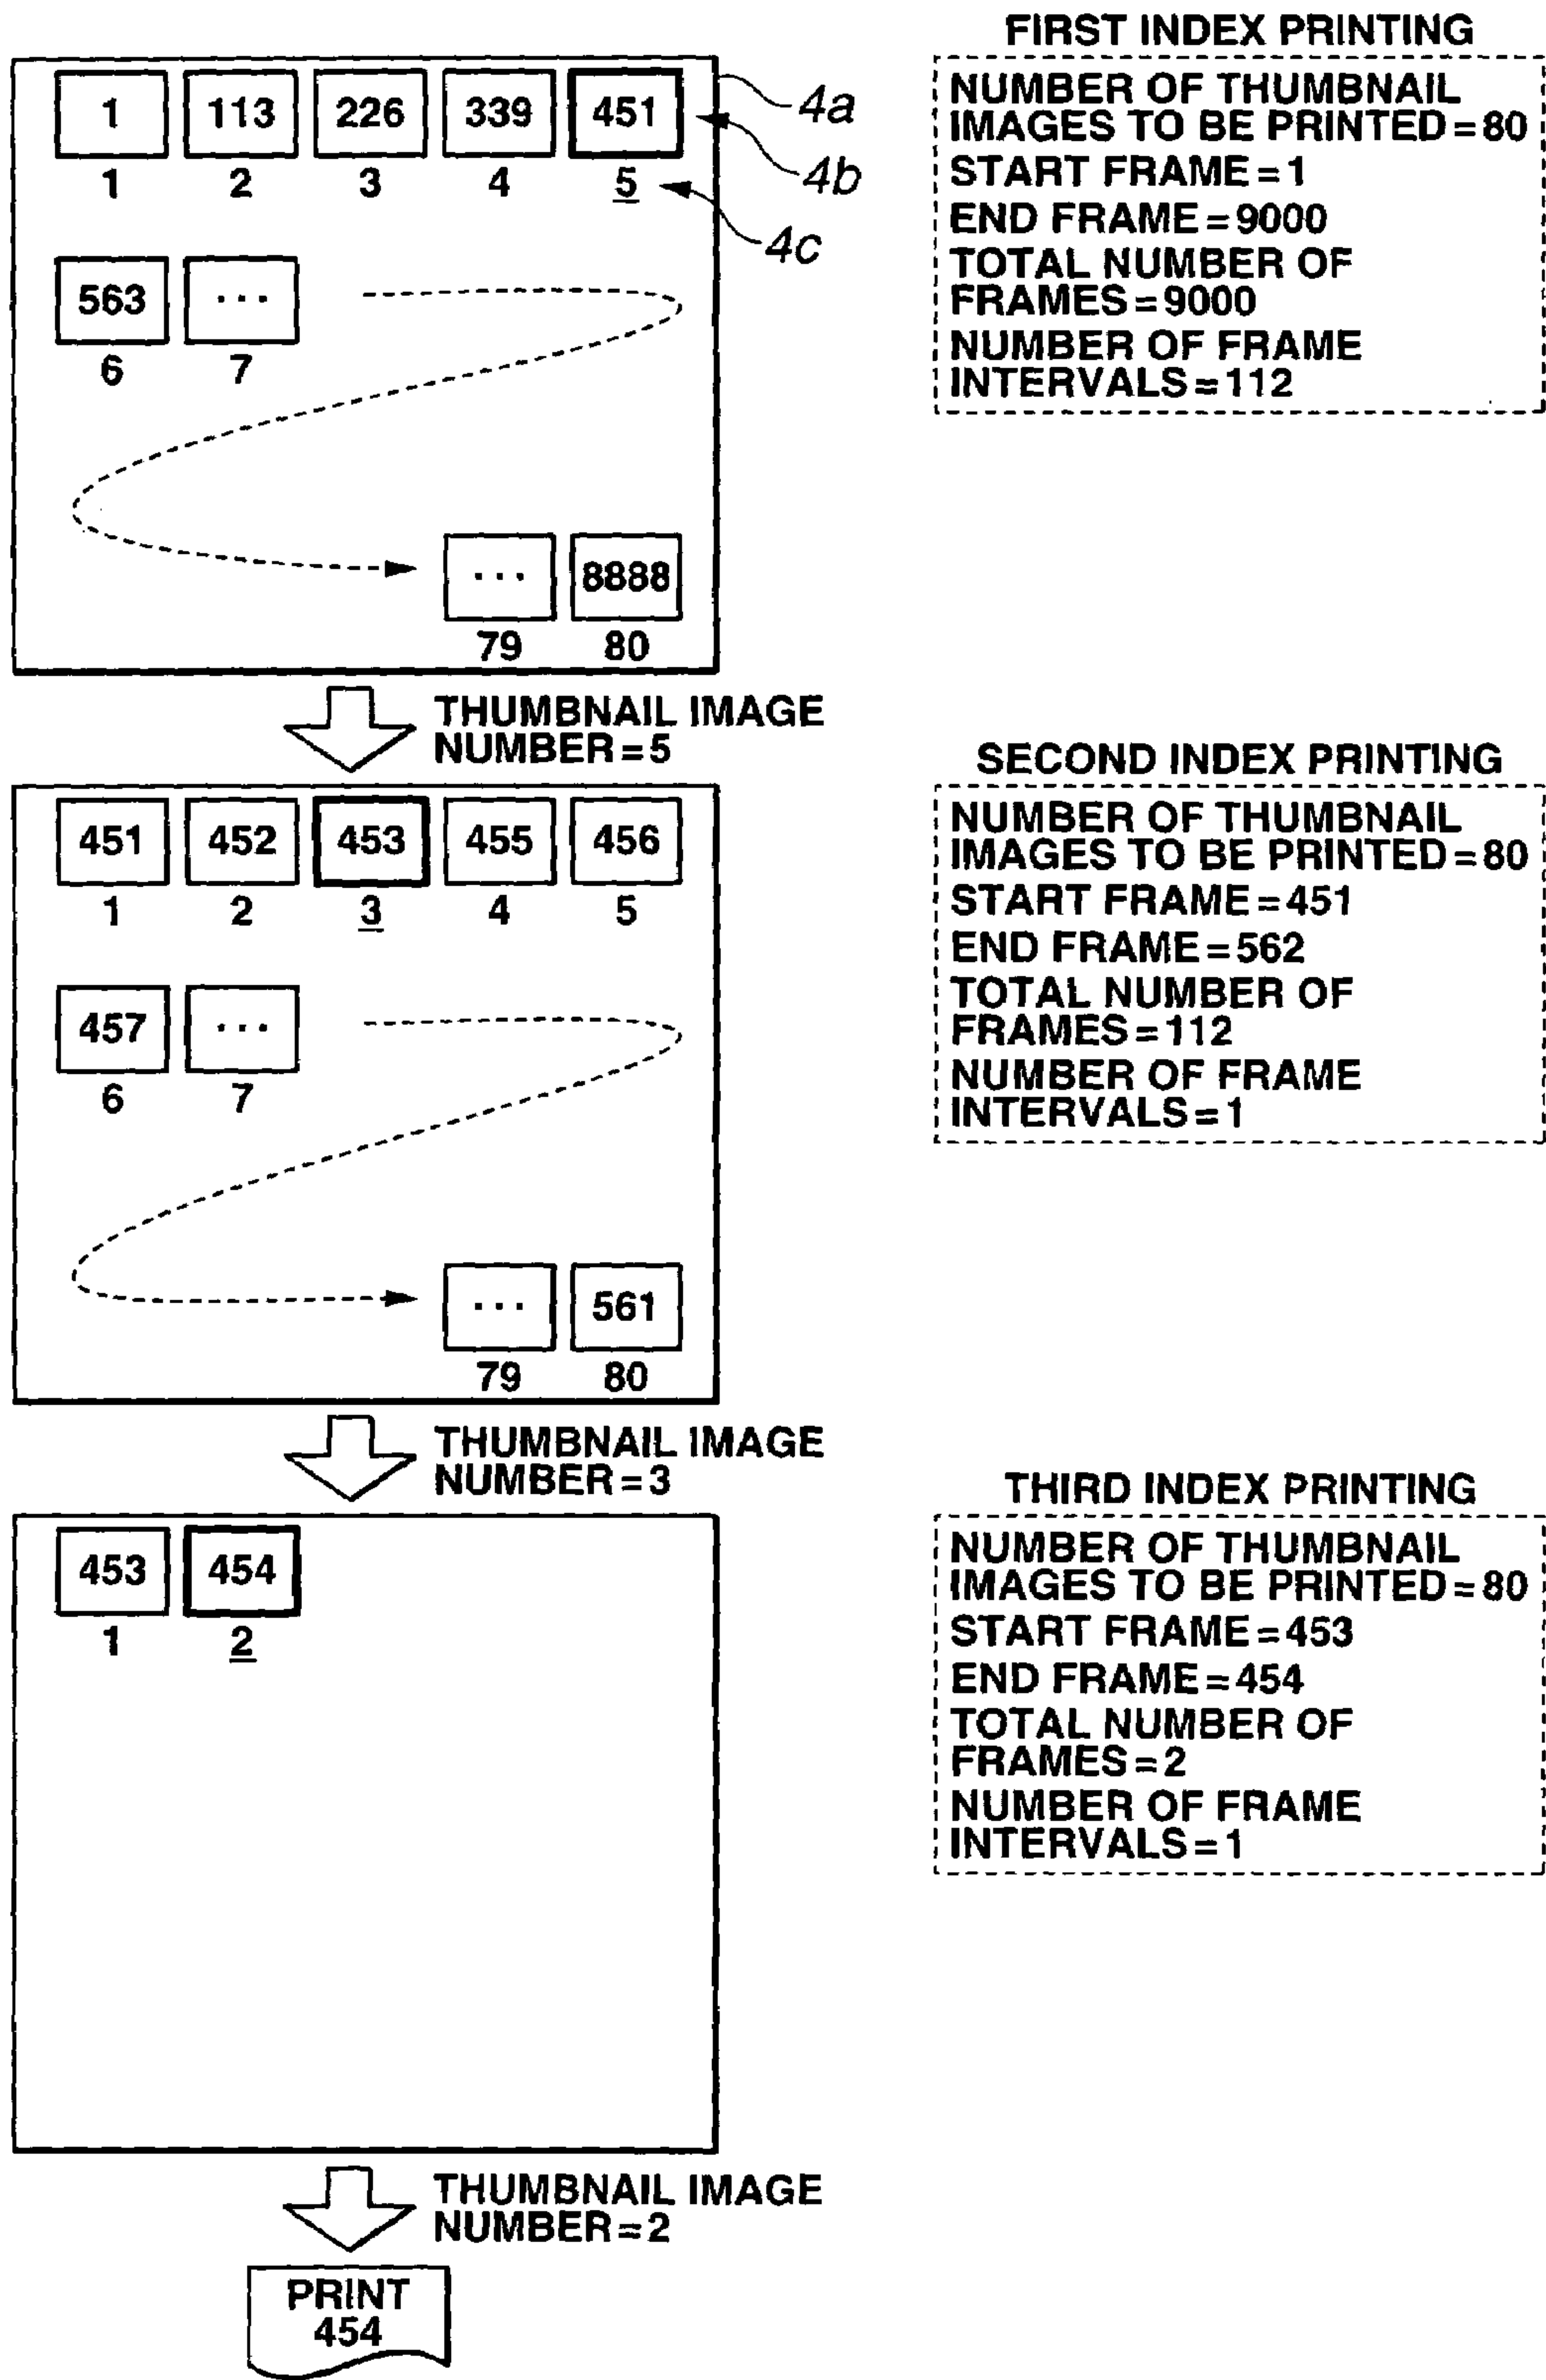 FIRST INDEX PRINTING
1 113 226 339 451
4a
4b
1 2 3 4 5
4c
563 ...
6 7
... 8888
79 80
NUMBER OF THUMBNAIL
IMAGES TO BE PRINTED=80
START FRAME=1
END FRAME=9000
TOTAL NUMBER OF
FRAMES=9000
NUMBER OF FRAME
INTERVALS=112
THUMBNAIL IMAGE
NUMBER=5
SECOND INDEX PRINTING
451 452 453 455 456
1 2 3 4 5
457 ...
6 7
... 561
79 80
NUMBER OF THUMBNAIL
IMAGES TO BE PRINTED=80
START FRAME=451
END FRAME=562
TOTAL NUMBER OF
FRAMES=112
NUMBER OF FRAME
INTERVALS=1
THUMBNAIL IMAGE
NUMBER=3
THIRD INDEX PRINTING
453 454
1 2
NUMBER OF THUMBNAIL
IMAGES TO BE PRINTED=80
START FRAME=453
END FRAME=454
TOTAL NUMBER OF
FRAMES=2
NUMBER OF FRAME
INTERVALS=1
THUMBNAIL IMAGE
NUMBER=2
PRINT
454